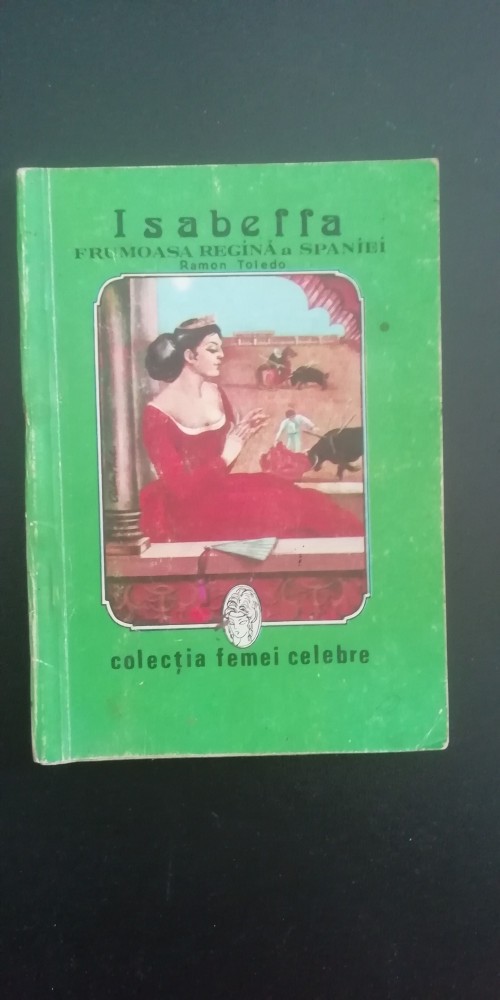 Isabella
FRUMOASA REGINĂ a SPANIEI
Ramon Toledo
colecția femei celebre